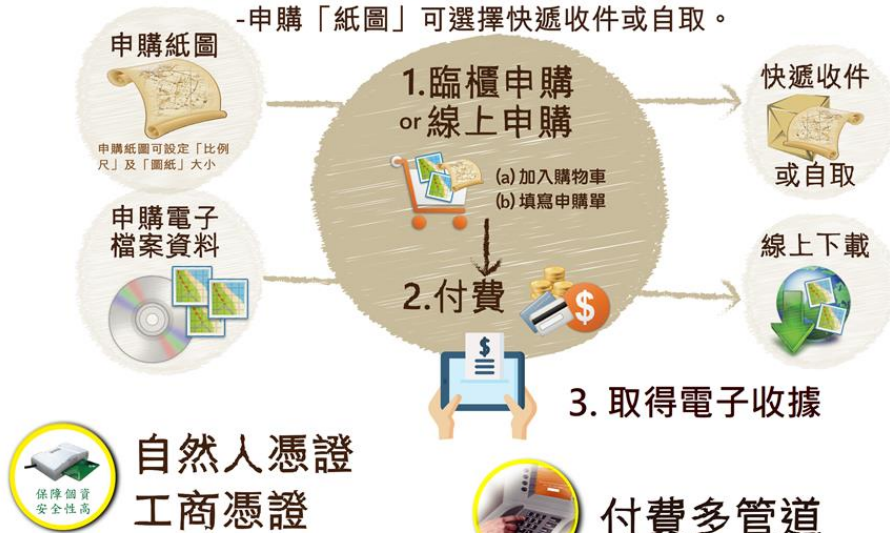 -申購「紙圖」可選擇快遞收件或自取。
申購紙圖
申購紙圖可設定「比例
尺」及「圖紙」大小
1.臨櫃申購
or線上申購
(a)加入購物車
(b)填寫申購單
快遞收件
或自取
申購電子
檔案資料
2.付費
線上下載
3.取得電子收據
保障個資
安全性高
自然人憑證
工商憑證
付費多管道